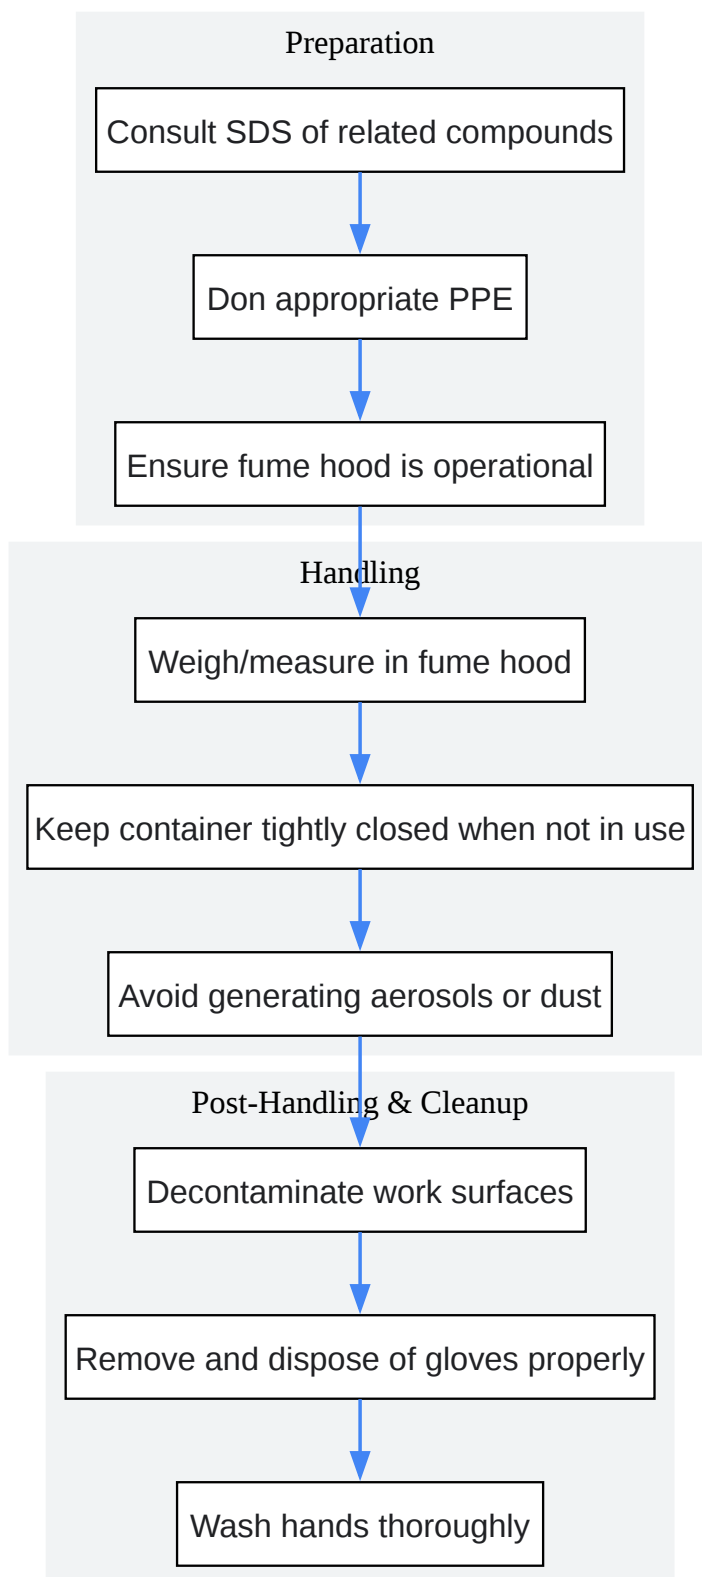 Preparation
Consult SDS of related compounds
Don appropriate PPE
Ensure fume hood is operational
Handling
Weigh/measure in fume hood
Keep container tightly closed when not in use
Avoid generating aerosols or dust
Post-Handling & Cleanup
Decontaminate work surfaces
Remove and dispose of gloves properly
Wash hands thoroughly